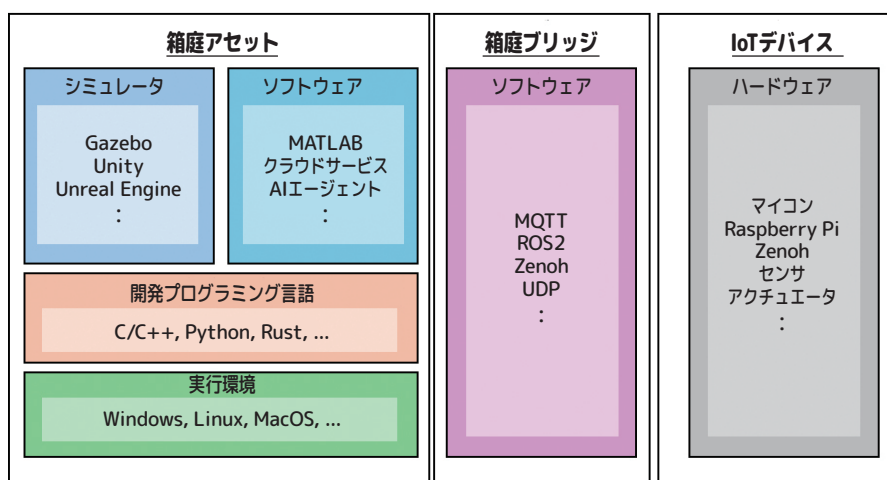 箱庭アセット
シミュレータ
Gazebo
Unity
Unreal Engine
:
ソフトウェア
MATLAB
クラウドサービス
AIエージェント
:
開発プログラミング言語
C/C++, Python, Rust, ...
実行環境
Windows, Linux, MacOS, ...
箱庭ブリッジ
ソフトウェア
MQTT
ROS2
Zenoh
UDP
:
IoTデバイス
ハードウェア
マイコン
Raspberry Pi
Zenoh
センサ
アクチュエータ
: